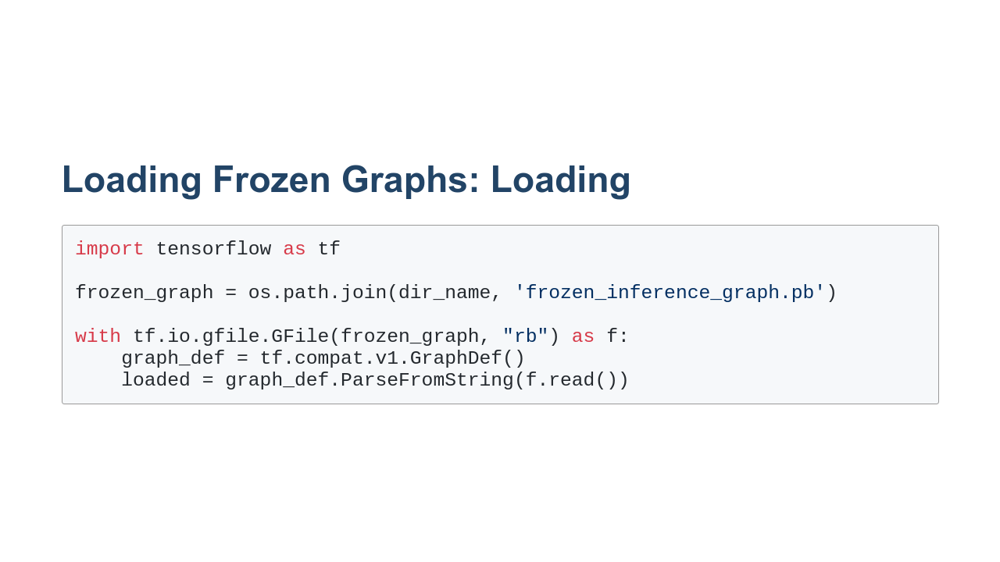 Loading Frozen Graphs: Loading
import tensorflow as tf
frozen_graph = os.path.join(dir_name, 'frozen_inference_graph.pb')
with tf.io.gfile.GFile(frozen_graph, "rb") as f:
    graph_def = tf.compat.v1.GraphDef()
    loaded = graph_def.ParseFromString(f.read())